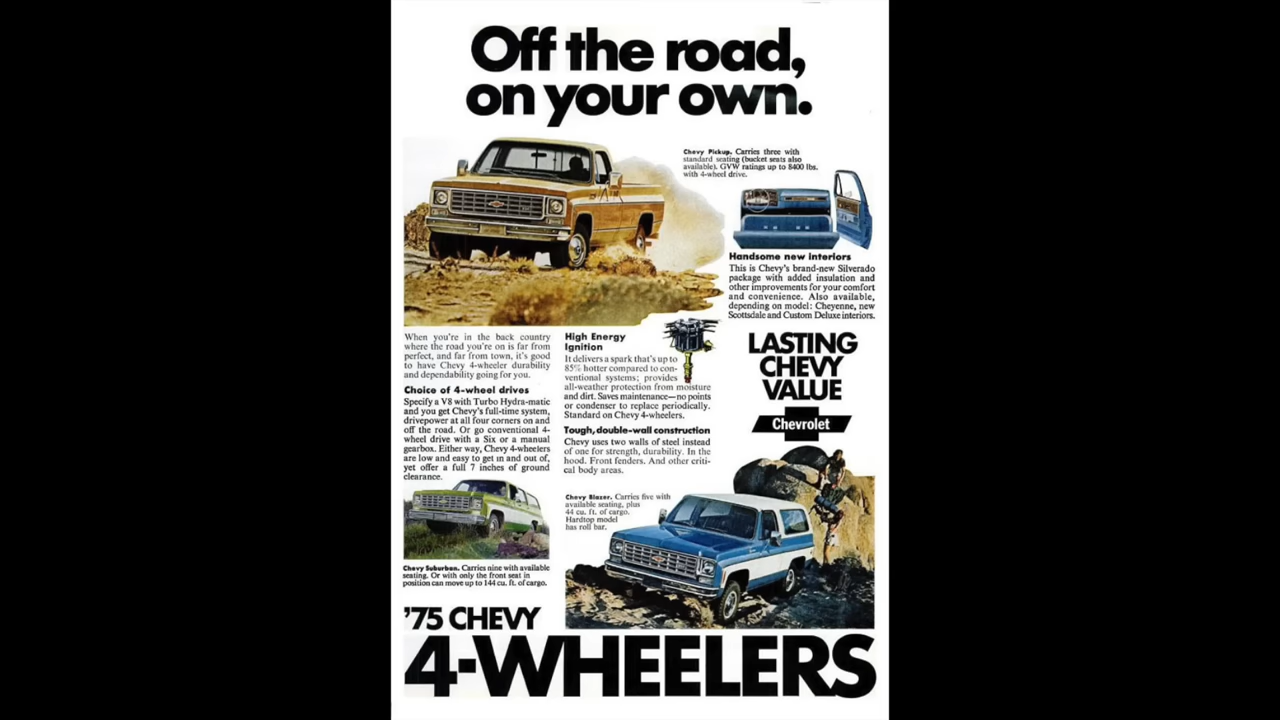 Off the road,
on your own.
Chevy Pickup. Carries three with
standard seating (bucket seats also
available). GVW ratings up to 8400 lbs.
with 4-wheel drive.
Handsome new interiors
This is Chevy's brand-new Silverado
package with added insulation and
other improvements for your comfort
and convenience. Also available,
depending on model: Cheyenne, new
Scottsdale and Custom Deluxe interiors.
When you're in the back country
where the road you're on is far from
perfect, and far from town, it's good
to have Chevy 4-wheeler durability
and dependability going for you.
Choice of 4-wheel drives
Specify a V8 with Turbo Hydra-matic
and you get Chevy's full-time system,
drivepower at all four corners on and
off the road. Or go conventional 4-
wheel drive with a Six or a manual
gearbox. Either way, Chevy 4-wheelers
are low and easy to get in and out of,
yet offer a full 7 inches of ground
clearance.
High Energy
Ignition
It delivers a spark that's up to
85% hotter compared to con-
ventional systems; provides
all-weather protection from moisture
and dirt. Saves maintenance—no points
or condenser to replace periodically.
Standard on Chevy 4-wheelers.
Tough, double-wall construction
Chevy uses two walls of steel instead
of one for strength, durability. In the
hood. Front fenders. And other criti-
cal body areas.
LASTING
CHEVY
VALUE
Chevrolet
Chevy Blazer. Carries five with
available seating, plus
44 cu. ft. of cargo.
Hardtop model
has roll bar.
Chevy Suburban. Carries nine with available
seating. Or with only the front seat in
position can move up to 144 cu. ft. of cargo.
'75 CHEVY
4-WHEELERS